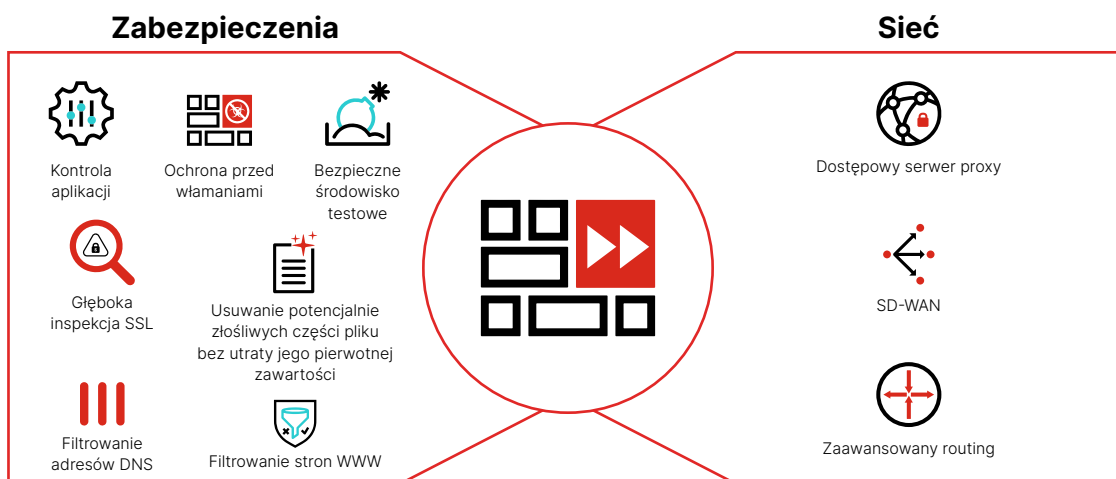 Zabezpieczenia
Kontrola
aplikacji
Ochrona przed
włamaniami
Bezpieczne
środowisko
testowe
Głęboka
inspekcja SSL
Usuwanie potencjalnie
złośliwych części pliku
bez utraty jego pierwotnej
zawartości
Filtrowanie
adresów DNS
Filtrowanie stron WWW
Sieć
Dostępowy serwer proxy
SD-WAN
Zaawansowany routing